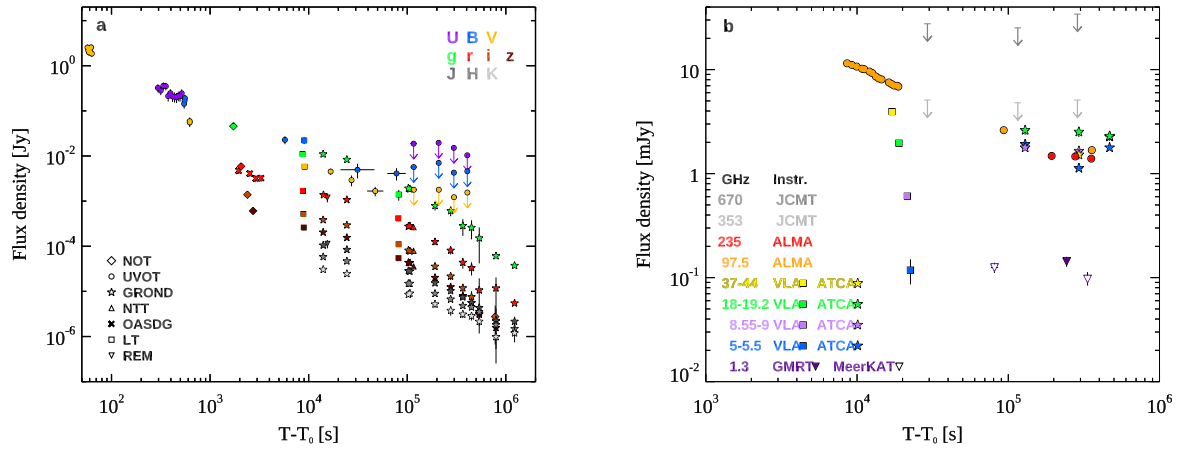 a
U B V
g r i z
J H K
Flux density [Jy]
10^0
10^-2
10^-4
10^-6
NOT
UVOT
GROND
NTT
OASDG
LT
REM
10^2 10^3 10^4 10^5 10^6
T-T_0 [s]
b
Flux density [mJy]
10
1
10^-1
10^-2
GHz Instr.
670 JCMT
353 JCMT
235 ALMA
97.5 ALMA
37-44 VLA ATCA
18-19.2 VLA ATCA
8.55-9 VLA ATCA
5-5.5 VLA ATCA
1.3 GMRT MeerKAT
10^3 10^4 10^5 10^6
T-T_0 [s]